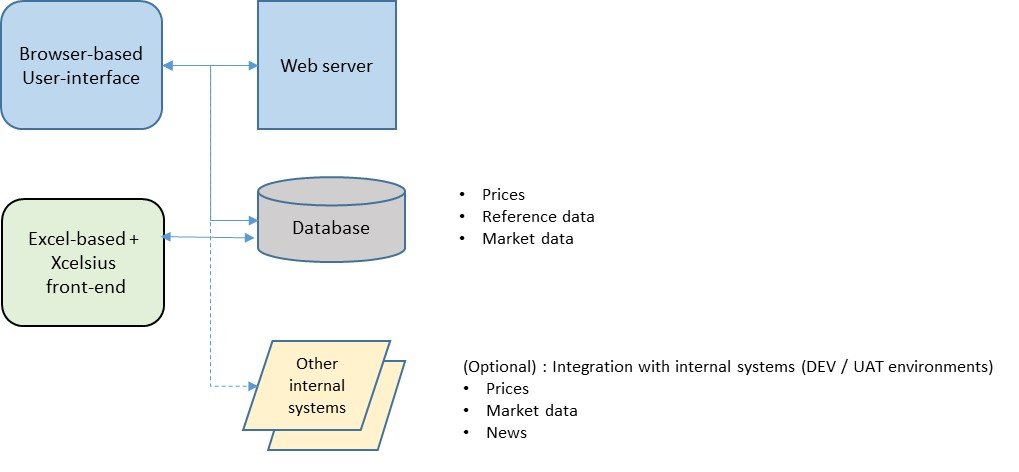 Browser-based
User-interface
Web server
Database
• Prices
• Reference data
• Market data
Excel-based +
Xcelsius
front-end
Other
internal
systems
(Optional) : Integration with internal systems (DEV / UAT environments)
• Prices
• Market data
• News